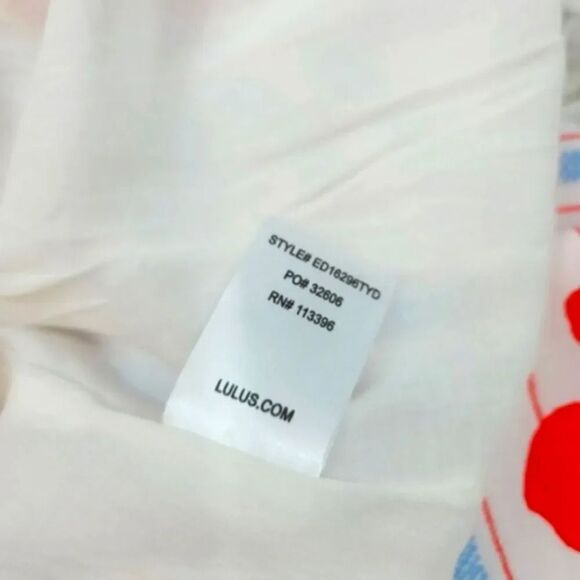 STYLE# ED16296TYD
PO# 32606
RN# 113396
LULUS.COM